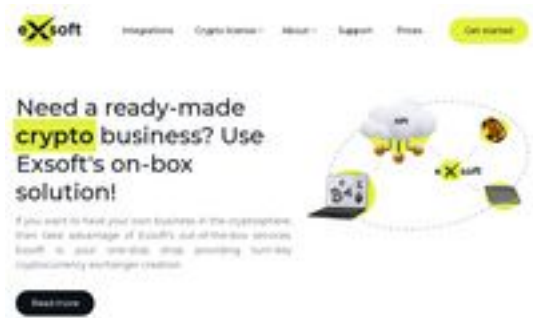 exsoft
Integrations Crypto license About Support Prices Get started
Need a ready-made
crypto business? Use
Exsoft's on-box
solution!
API
exsoft
If you want to have your own business in the cryptosphere,
then take advantage of Exsoft's out-of-the-box services.
Exsoft is your one-stop shop providing turn-key
cryptocurrency exchanger creation.
Read more